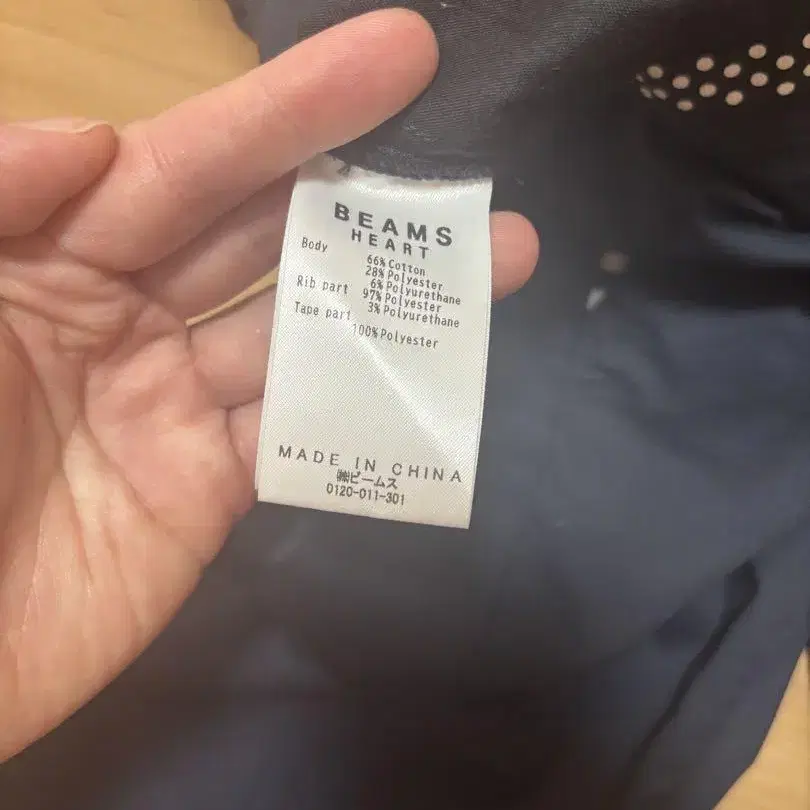 BEAMS
HEART
Body
66% Cotton
28% Polyester
6% Polyurethane
Rib part
97% Polyester
3% Polyurethane
Tape part
100% Polyester
MADE IN CHINA
㈱ビームス
0120-011-301